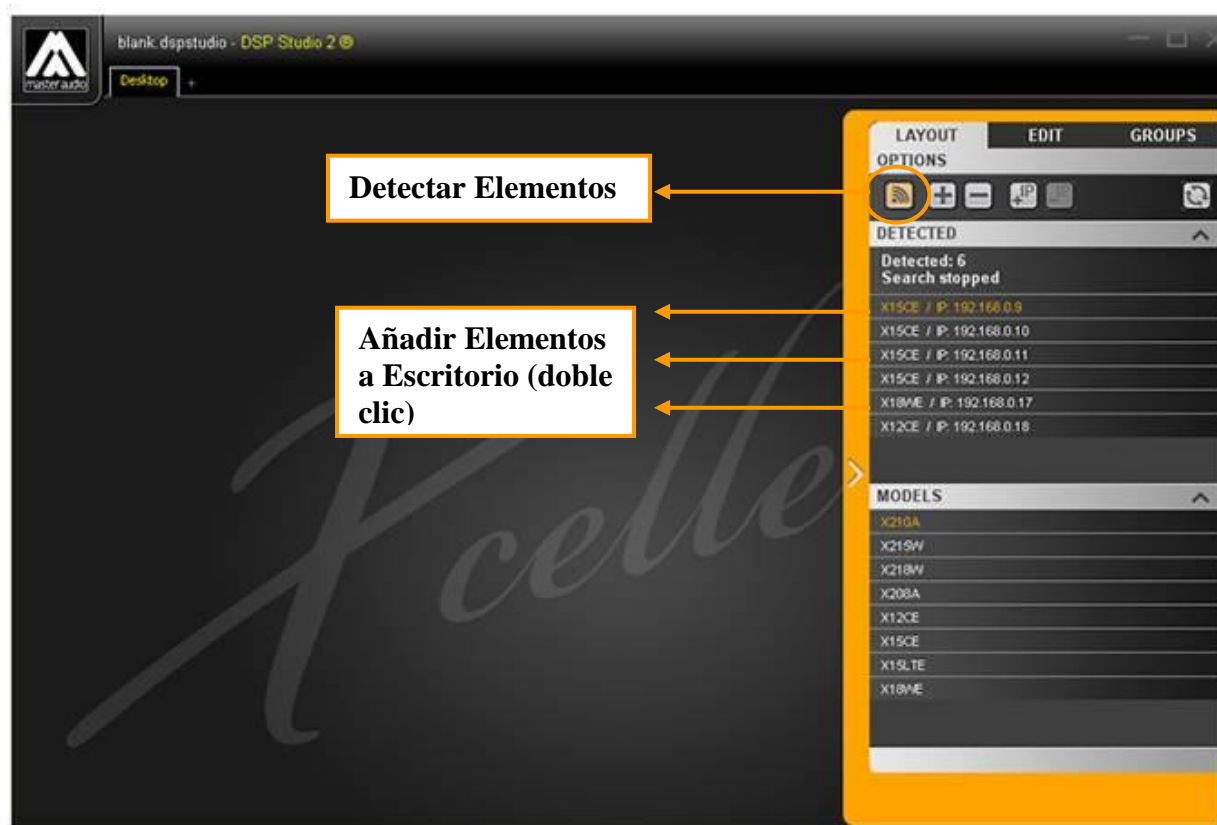 blank.dspstudio - DSP Studio 2 ®
master audio
Desktop +
LAYOUT EDIT GROUPS
OPTIONS
Detectar Elementos
IP
DETECTED
Detected: 6
Search stopped
X15CE / IP: 192.168.0.9
X15CE / IP: 192.168.0.10
X15CE / IP: 192.168.0.11
X15CE / IP: 192.168.0.12
X18WE / IP: 192.168.0.17
X12CE / IP: 192.168.0.18
Añadir Elementos
a Escritorio (doble
clic)
Xcelle
MODELS
X210A
X215W
X218W
X208A
X12CE
X15CE
X15LTE
X18WE